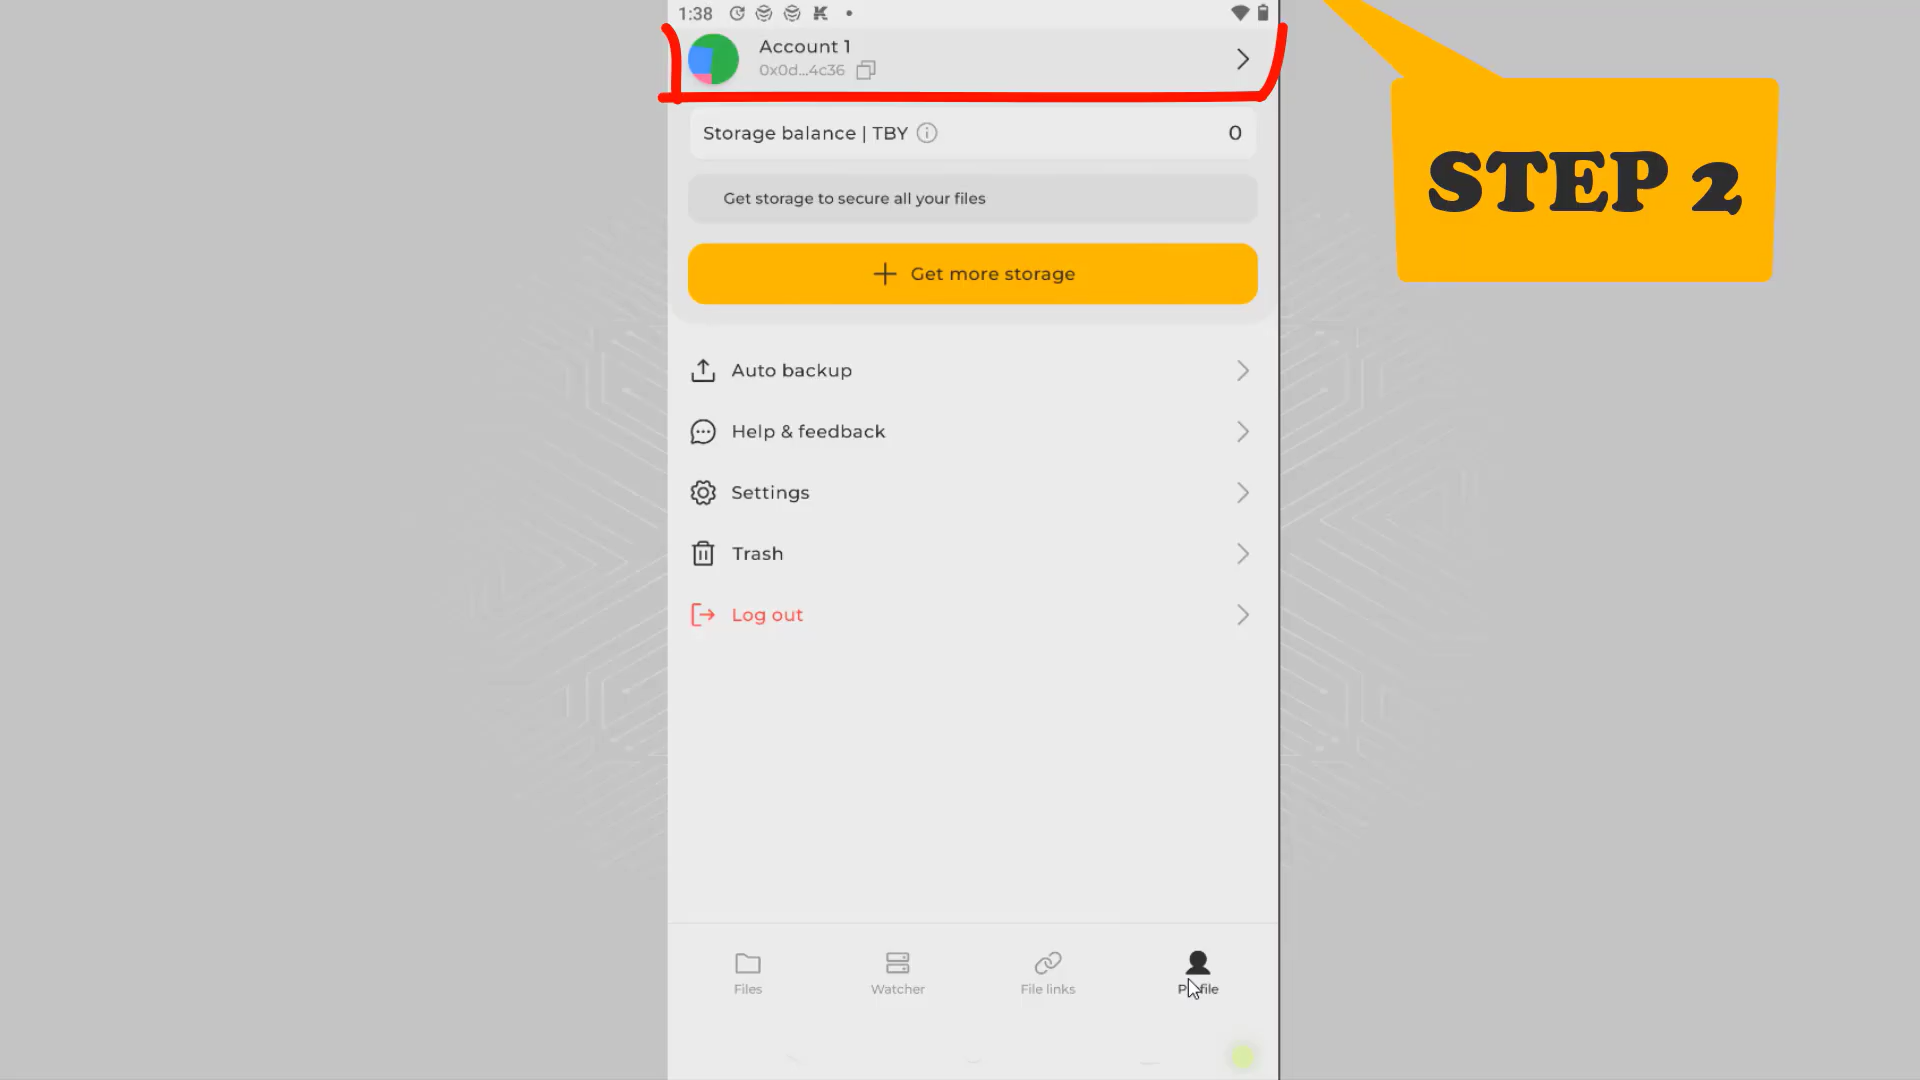 1:38
Account 1
0x0d...4c36
STEP 2
Storage balance | TBY
0
Get storage to secure all your files
Get more storage
Auto backup
Help & feedback
Settings
Trash
Log out
Files
Watcher
File links
Profile